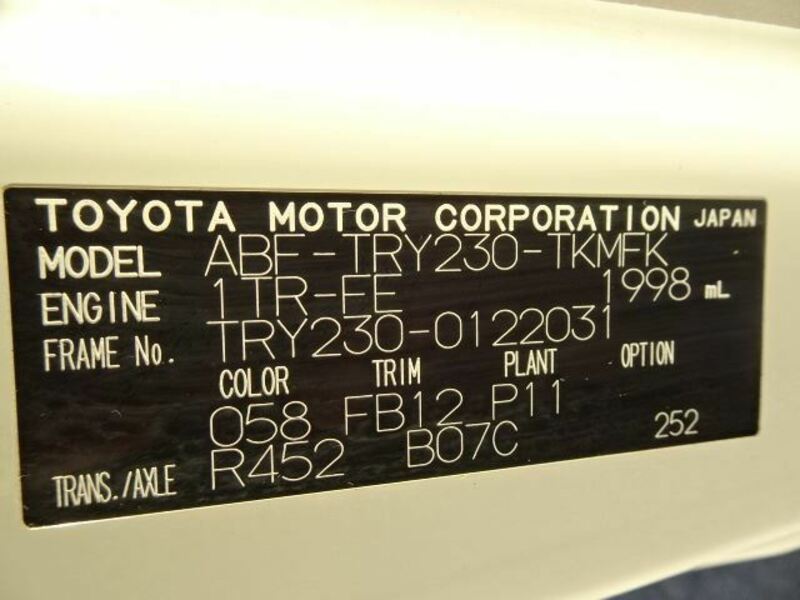 TOYOTA MOTOR CORPORATION JAPAN
MODEL ABF-TRY230-TKMFK
ENGINE 1TR-FE 1998 mL
FRAME No. TRY230-0122031
COLOR TRIM PLANT OPTION
058 FB12 P11
TRANS./AXLE R452 B07C 252